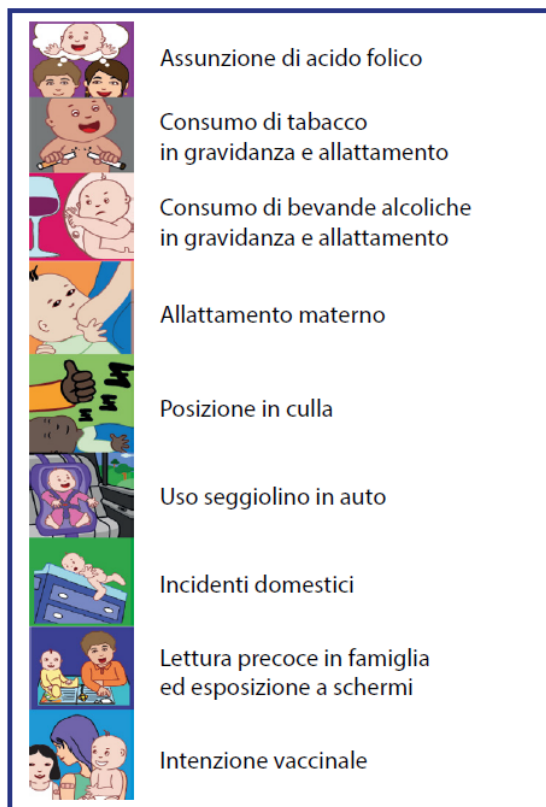 Assunzione di acido folico
Consumo di tabacco
in gravidanza e allattamento
Consumo di bevande alcoliche
in gravidanza e allattamento
Allattamento materno
Posizione in culla
Uso seggiolino in auto
Incidenti domestici
Lettura precoce in famiglia
ed esposizione a schermi
Intenzione vaccinale